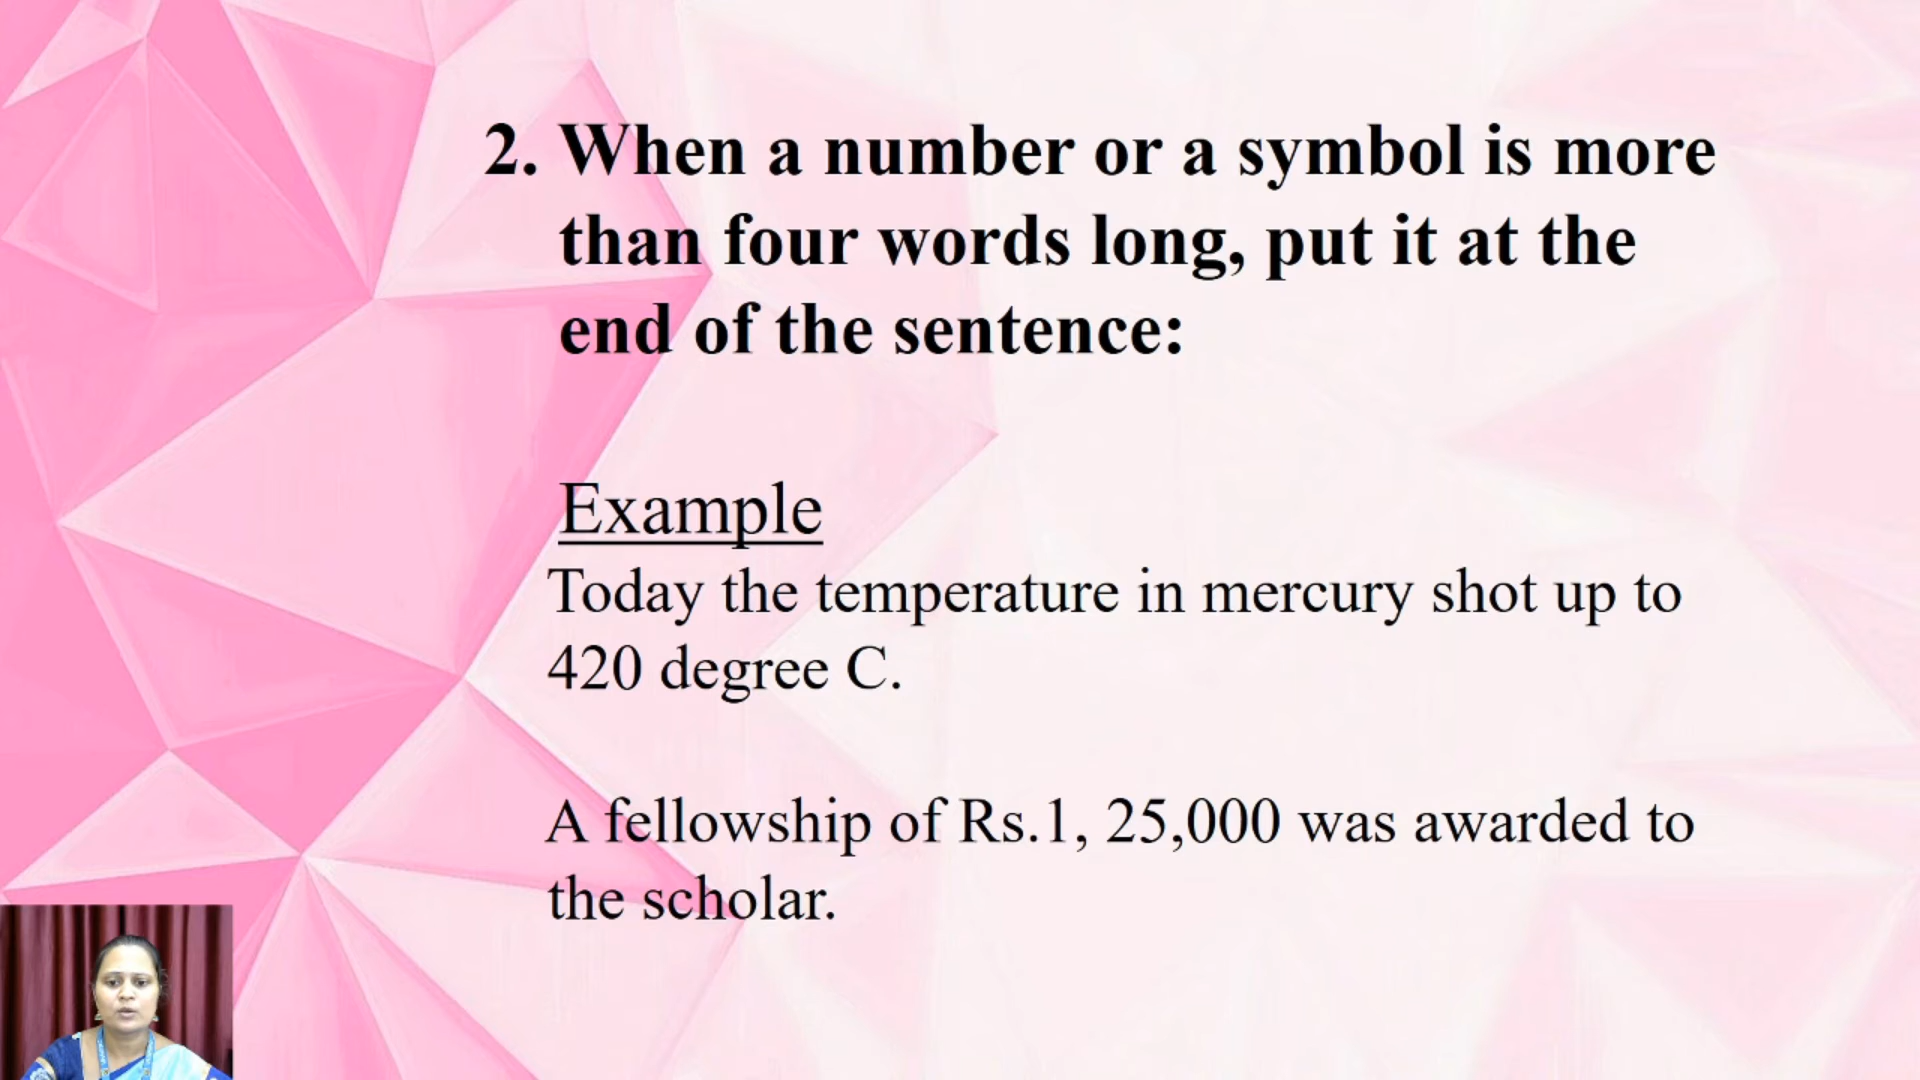 2. When a number or a symbol is more
than four words long, put it at the
end of the sentence:
Example
Today the temperature in mercury shot up to
420 degree C.
A fellowship of Rs.1, 25,000 was awarded to
the scholar.